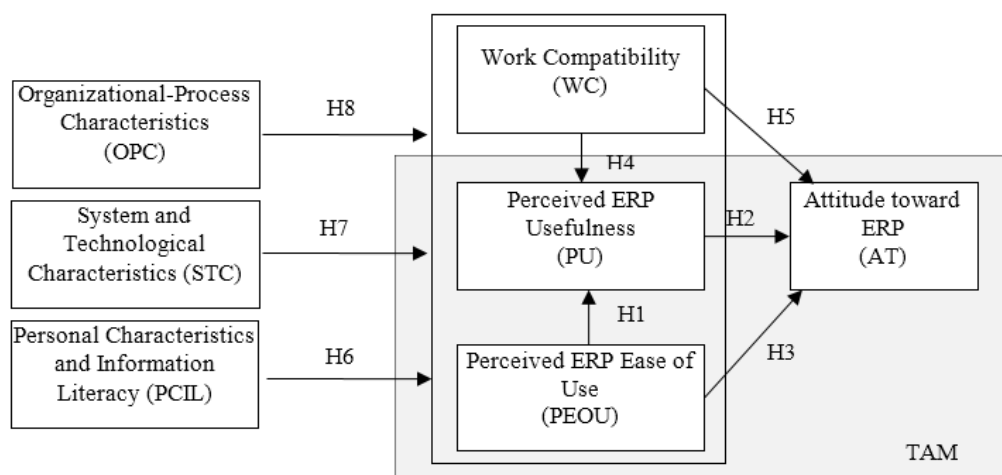 Organizational-Process
Characteristics
(OPC)
H8
System and
Technological
Characteristics (STC)
H7
Personal Characteristics
and Information
Literacy (PCIL)
H6
Work Compatibility
(WC)
H5
H4
Perceived ERP
Usefulness
(PU)
H2
Attitude toward
ERP
(AT)
H1
Perceived ERP Ease of
Use
(PEOU)
H3
TAM